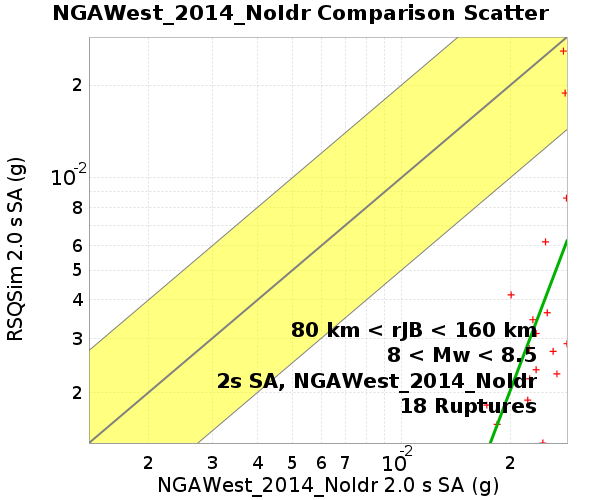 NGAWest_2014_NoIdr Comparison Scatter
RSQSim 2.0 s SA (g)
2
10-2
8
6
5
4
3
2
80 km < rJB < 160 km
8 < Mw < 8.5
2s SA, NGAWest_2014_NoIdr
18 Ruptures
2 3 4 5 6 7 10-2 2
NGAWest_2014_NoIdr 2.0 s SA (g)